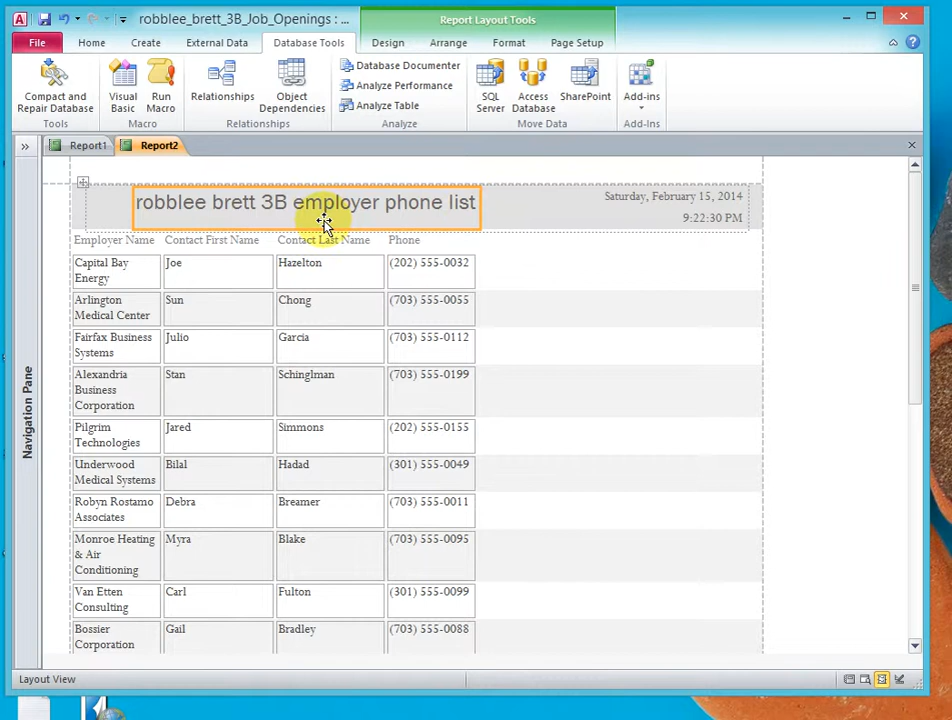 robblee_brett_3B_Job_Openings : ...
Report Layout Tools
File
Home
Create
External Data
Database Tools
Design
Arrange
Format
Page Setup
Compact and
Repair Database
Visual
Basic
Run
Macro
Relationships
Object
Dependencies
Database Documenter
Analyze Performance
Analyze Table
SQL
Server
Access
Database
SharePoint
Add-ins
Tools
Macro
Relationships
Analyze
Move Data
Add-Ins
Report1
Report2
Navigation Pane
robblee brett 3B employer phone list
Saturday, February 15, 2014
9:22:30 PM
Employer Name Contact First Name Contact Last Name Phone
Capital Bay
Energy
Joe
Hazelton
(202) 555-0032
Arlington
Medical Center
Sun
Chong
(703) 555-0055
Fairfax Business
Systems
Julio
Garcia
(703) 555-0112
Alexandria
Business
Corporation
Stan
Schinglman
(703) 555-0199
Pilgrim
Technologies
Jared
Simmons
(202) 555-0155
Underwood
Medical Systems
Bilal
Hadad
(301) 555-0049
Robyn Rostamo
Associates
Debra
Breamer
(703) 555-0011
Monroe Heating
& Air
Conditioning
Myra
Blake
(703) 555-0095
Van Etten
Consulting
Carl
Fulton
(301) 555-0099
Bossier
Corporation
Gail
Bradley
(703) 555-0088
Layout View